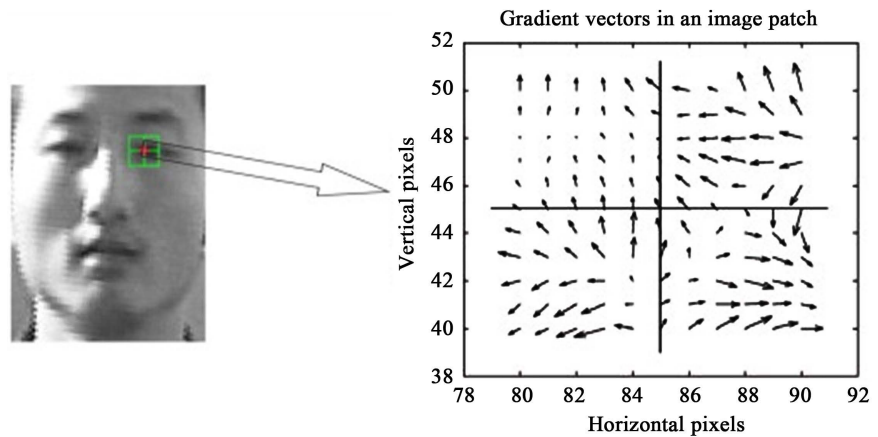 Gradient vectors in an image patch
52
50
48
46
44
42
40
38
Vertical pixels
78 80 82 84 86 88 90 92
Horizontal pixels